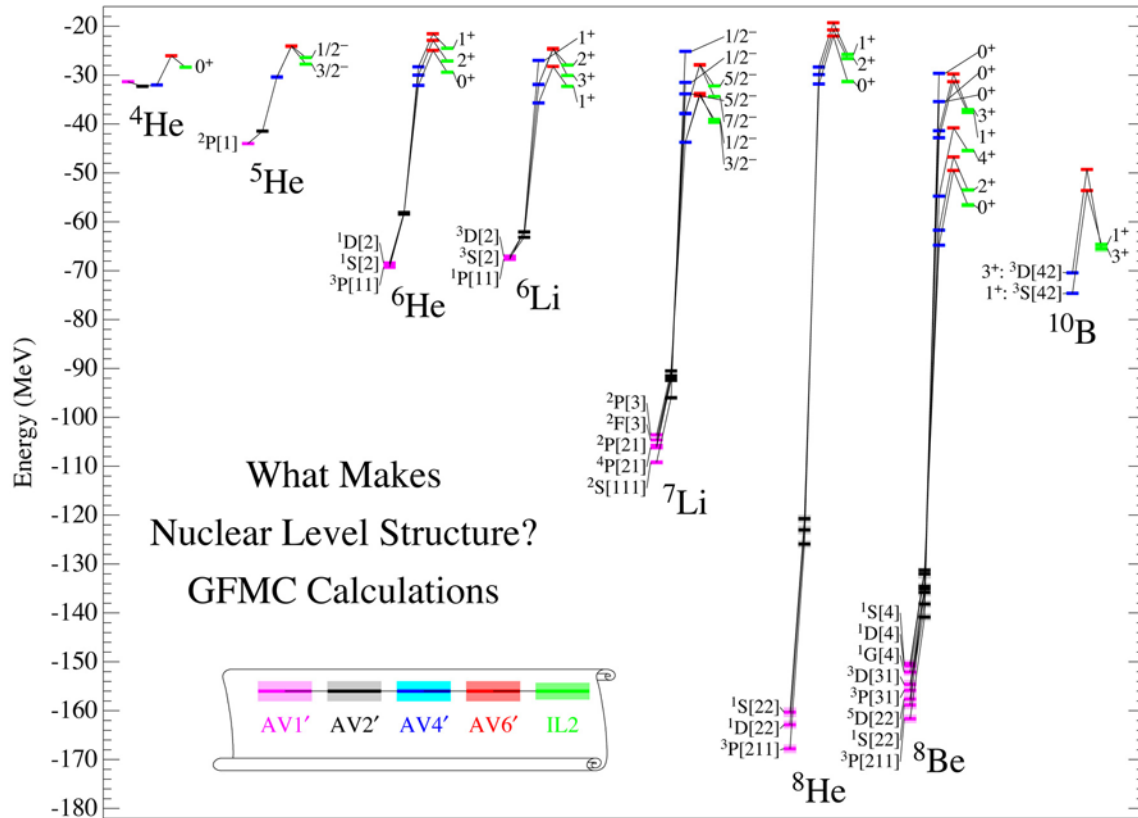 Energy (MeV)
-20
-30
-40
-50
-60
-70
-80
-90
-100
-110
-120
-130
-140
-150
-160
-170
-180
0⁺
⁴He
1/2⁻
3/2⁻
²P[1]
⁵He
1⁺
2⁺
0⁺
¹D[2]
¹S[2]
³P[11]
⁶He
1⁺
2⁺
3⁺
1⁺
³D[2]
³S[2]
¹P[11]
⁶Li
1/2⁻
1/2⁻
5/2⁻
5/2⁻
7/2⁻
1/2⁻
3/2⁻
²P[3]
²F[3]
²P[21]
⁴P[21]
²S[111]
⁷Li
1⁺
2⁺
0⁺
¹S[22]
¹D[22]
³P[211]
⁸He
0⁺
0⁺
0⁺
3⁺
1⁺
4⁺
2⁺
0⁺
¹S[4]
¹D[4]
¹G[4]
³D[31]
³P[31]
⁵D[22]
¹S[22]
³P[211]
⁸Be
1⁺
3⁺
3⁺: ³D[42]
1⁺: ³S[42]
¹⁰B
What Makes
Nuclear Level Structure?
GFMC Calculations
AV1′ AV2′ AV4′ AV6′ IL2